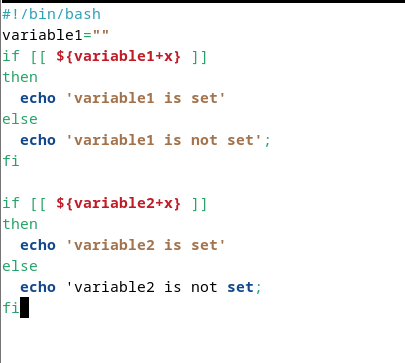 #!/bin/bash
variable1=""
if [[ ${variable1+x} ]]
then
  echo 'variable1 is set'
else
  echo 'variable1 is not set';
fi

if [[ ${variable2+x} ]]
then
  echo 'variable2 is set'
else
  echo 'variable2 is not set;
fi